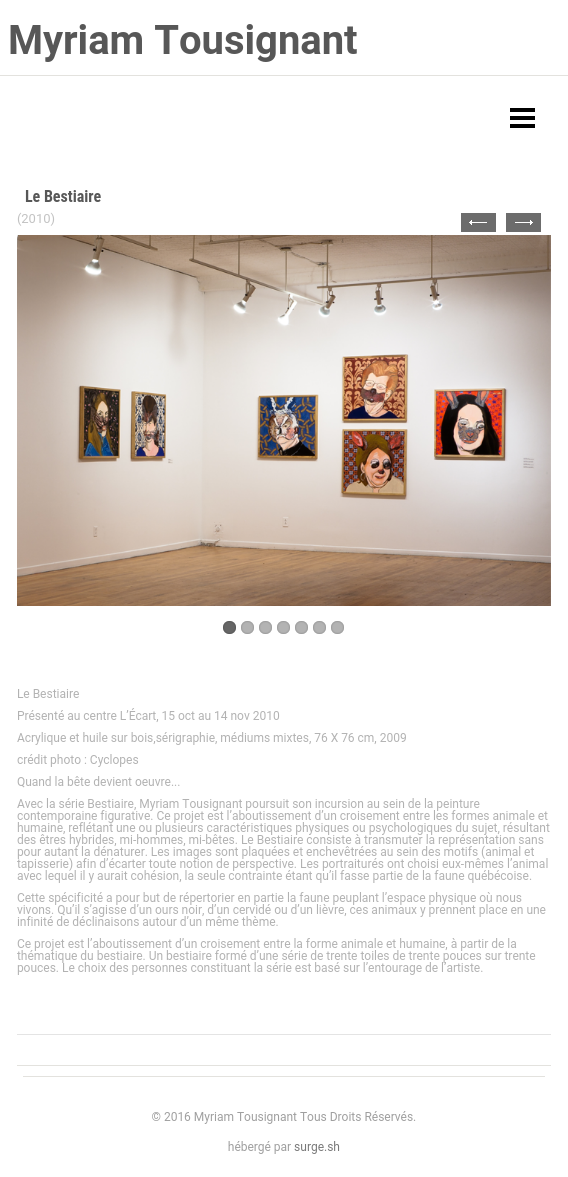 Myriam Tousignant
Le Bestiaire
(2010)
Le Bestiaire
Présenté au centre L’Écart, 15 oct au 14 nov 2010
Acrylique et huile sur bois,sérigraphie, médiums mixtes, 76 X 76 cm, 2009
crédit photo : Cyclopes
Quand la bête devient oeuvre...
Avec la série Bestiaire, Myriam Tousignant poursuit son incursion au sein de la peinture
contemporaine figurative. Ce projet est l’aboutissement d’un croisement entre les formes animale et
humaine, reflétant une ou plusieurs caractéristiques physiques ou psychologiques du sujet, résultant
des êtres hybrides, mi-hommes, mi-bêtes. Le Bestiaire consiste à transmuter la représentation sans
pour autant la dénaturer. Les images sont plaquées et enchevêtrées au sein des motifs (animal et
tapisserie) afin d’écarter toute notion de perspective. Les portraiturés ont choisi eux-mêmes l’animal
avec lequel il y aurait cohésion, la seule contrainte étant qu’il fasse partie de la faune québécoise.
Cette spécificité a pour but de répertorier en partie la faune peuplant l’espace physique où nous
vivons. Qu’il s’agisse d’un ours noir, d’un cervidé ou d’un lièvre, ces animaux y prennent place en une
infinité de déclinaisons autour d’un même thème.
Ce projet est l’aboutissement d’un croisement entre la forme animale et humaine, à partir de la
thématique du bestiaire. Un bestiaire formé d’une série de trente toiles de trente pouces sur trente
pouces. Le choix des personnes constituant la série est basé sur l’entourage de l’artiste.
© 2016 Myriam Tousignant Tous Droits Réservés.
hébergé par surge.sh